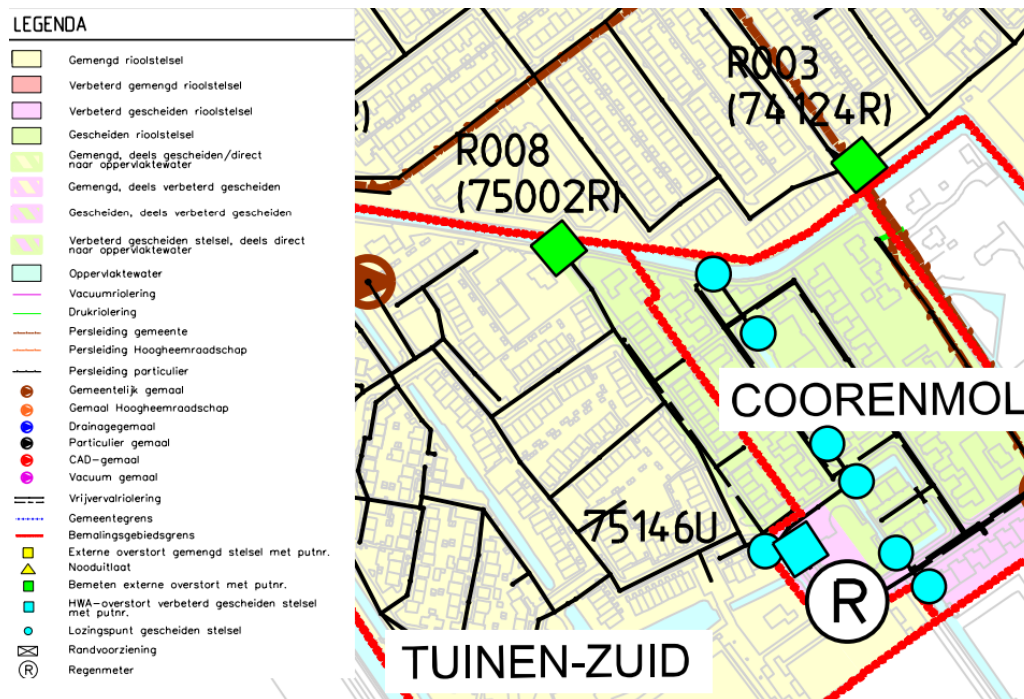 LEGENDA
Gemengd rioolstelsel
Verbeterd gemengd rioolstelsel
Verbeterd gescheiden rioolstelsel
Gescheiden rioolstelsel
Gemengd, deels gescheiden/direct
naar oppervlaktewater
Gemengd, deels verbeterd gescheiden
Gescheiden, deels verbeterd gescheiden
Verbeterd gescheiden stelsel, deels direct
naar oppervlaktewater
Oppervlaktewater
Vacuumriolering
Drukriolering
Persleiding gemeente
Persleiding Hoogheemraadschap
Persleiding particulier
Gemeentelijk gemaal
Gemaal Hoogheemraadschap
Drainagegemaal
Particulier gemaal
CAD-gemaal
Vacuum gemaal
Vrijvervalriolering
Gemeentegrens
Bemalingsgebiedsgrens
Externe overstort gemengd stelsel met putnr.
Nooduitlaat
Bemeten externe overstort met putnr.
HWA-overstort verbeterd gescheiden stelsel
met putnr.
Lozingspunt gescheiden stelsel
Randvoorziening
R Regenmeter
R003
(74124R)
R)
R008
(75002R)
COORENMOL
75146U
R
TUINEN-ZUID